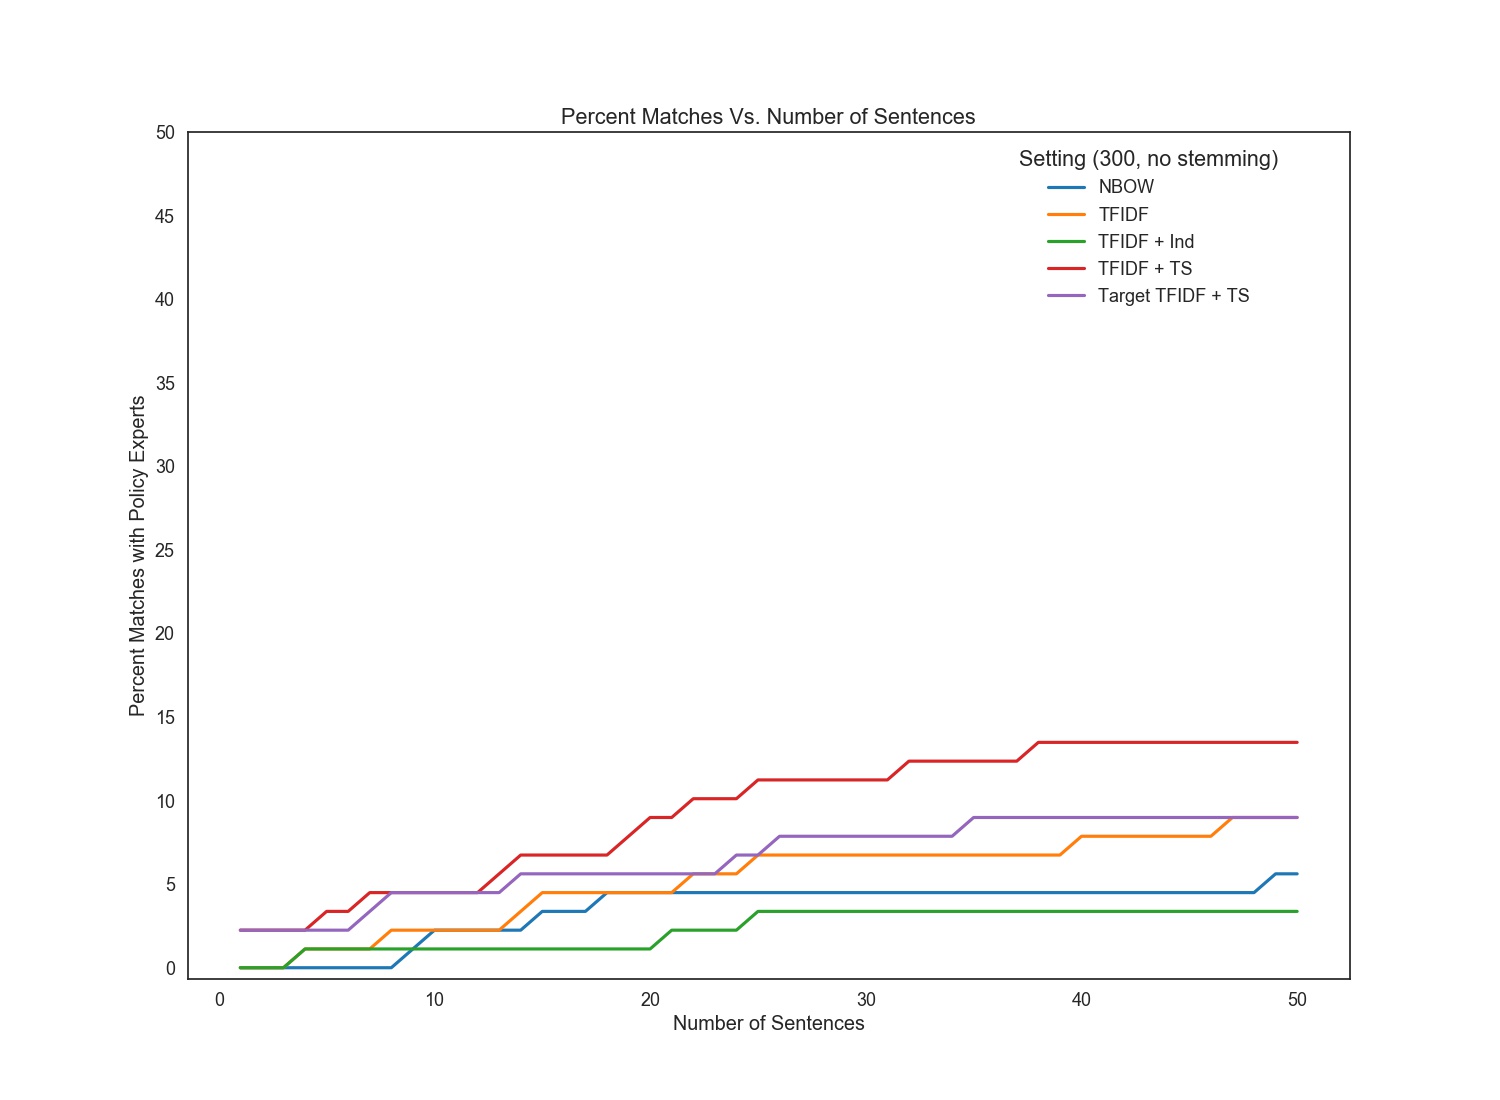 Percent Matches Vs. Number of Sentences
Setting (300, no stemming)
NBOW
TFIDF
TFIDF + Ind
TFIDF + TS
Target TFIDF + TS
Percent Matches with Policy Experts
50
45
40
35
30
25
20
15
10
5
0
0 10 20 30 40 50
Number of Sentences